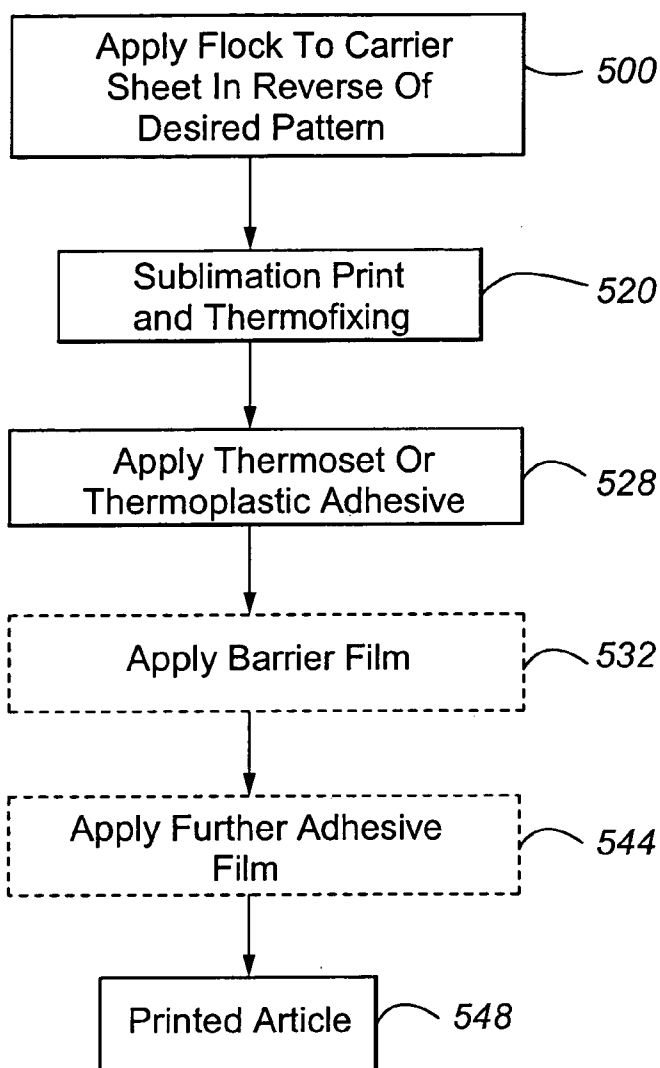 Apply Flock To Carrier
Sheet In Reverse Of
Desired Pattern
500
Sublimation Print
and Thermofixing
520
Apply Thermoset Or
Thermoplastic Adhesive
528
Apply Barrier Film
532
Apply Further Adhesive
Film
544
Printed Article
548